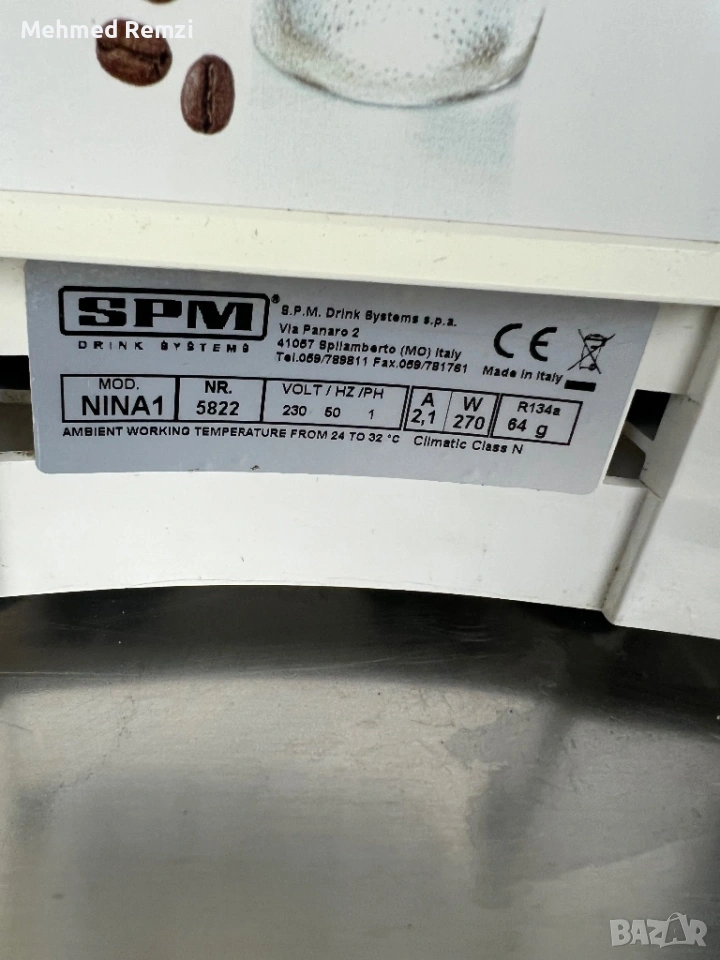 Mehmed Remzi
SPM®
DRINK SYSTEMS
S.P.M. Drink Systems s.p.a.
Via Panaro 2
41057 Spilamberto (MO) Italy
Tel.059/789811 Fax.059/781761
CE
Made in Italy
MOD.
NINA1
NR.
5822
VOLT / HZ /PH
230 50 1
A
2,1
W
270
R134a
64 g
AMBIENT WORKING TEMPERATURE FROM 24 TO 32 °C Climatic Class N
BAZAR